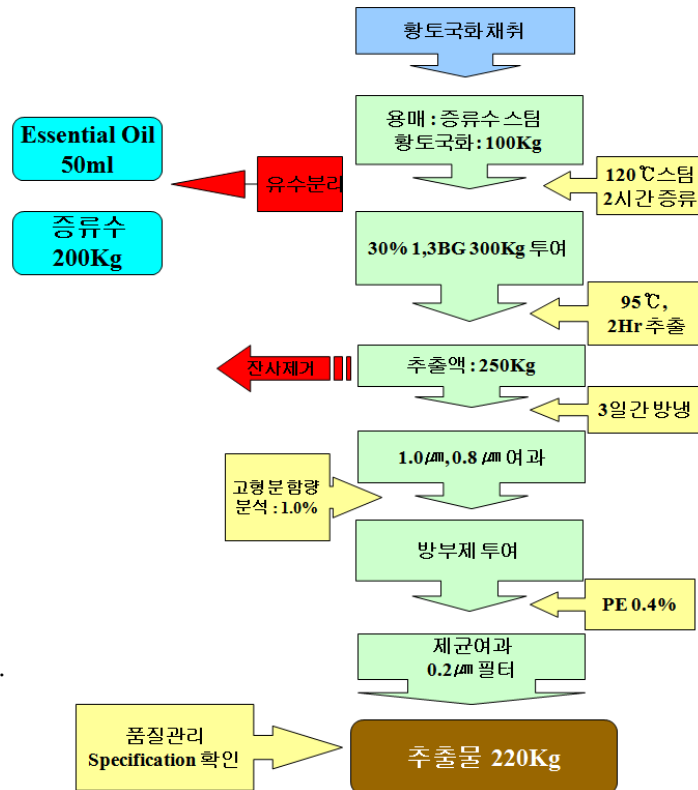 황토국화채취
용매 : 증류수 스팀
황토국화 : 100Kg
Essential Oil
50ml
유수분리
120℃스팀
2시간 증류
증류수
200Kg
30% 1,3BG 300Kg 투여
95℃,
2Hr 추출
잔사제거
추출액 : 250Kg
3일간 방냉
1.0㎛,0.8㎛ 여과
고형분함량
분석 : 1.0%
방부제 투여
PE 0.4%
제균여과
0.2㎛ 필터
.
품질관리
Specification 확인
추출물 220Kg